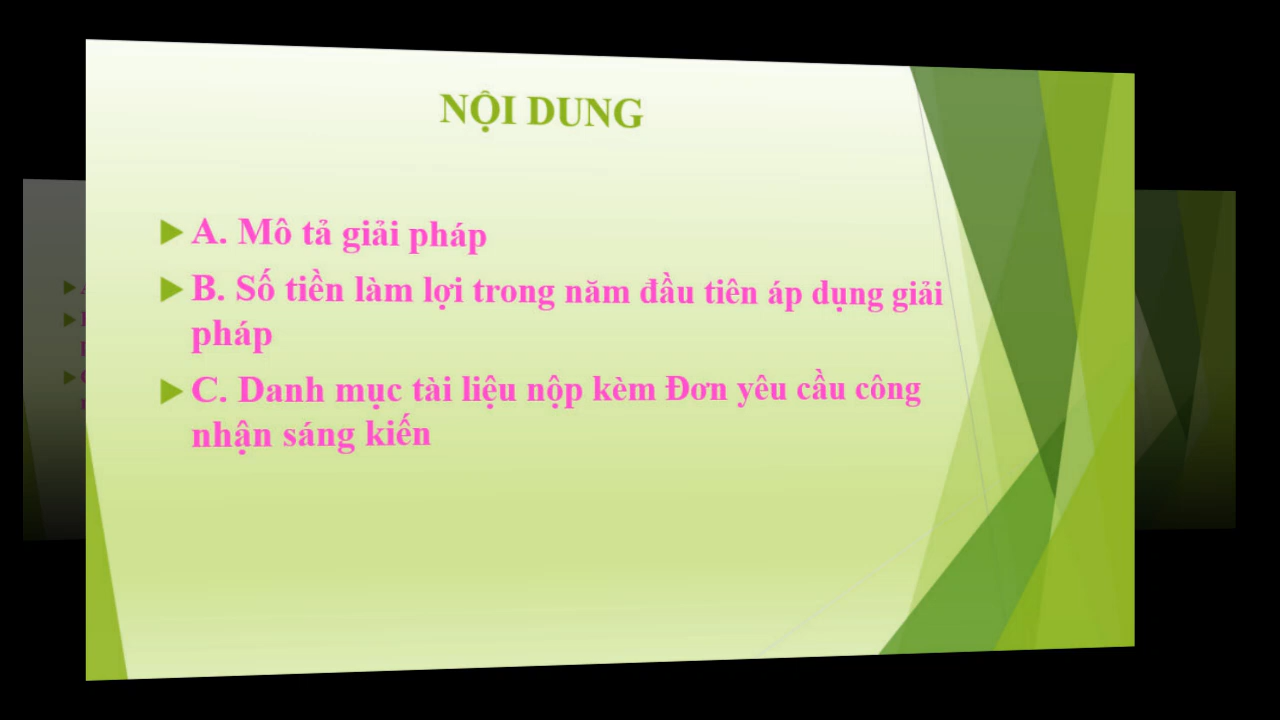 NỘI DUNG
A. Mô tả giải pháp
B. Số tiền làm lợi trong năm đầu tiên áp dụng giải
pháp
C. Danh mục tài liệu nộp kèm Đơn yêu cầu công
nhận sáng kiến